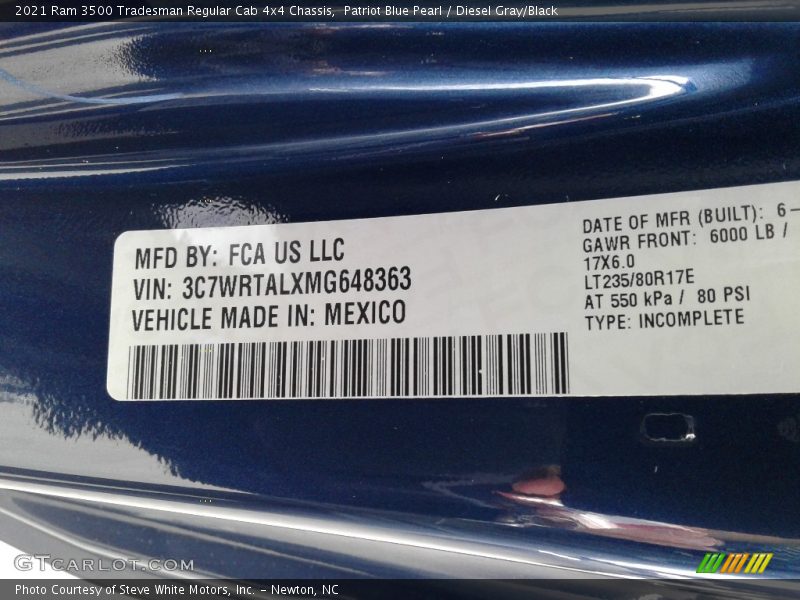 2021 Ram 3500 Tradesman Regular Cab 4x4 Chassis,  Patriot Blue Pearl / Diesel Gray/Black
MFD BY: FCA US LLC
VIN: 3C7WRTALXMG648363
VEHICLE MADE IN: MEXICO
DATE OF MFR (BUILT): 6-
GAWR FRONT: 6000 LB /
17X6.0
LT235/80R17E
AT 550 kPa / 80 PSI
TYPE: INCOMPLETE
GTCARLOT.COM
Photo Courtesy of Steve White Motors, Inc. – Newton, NC